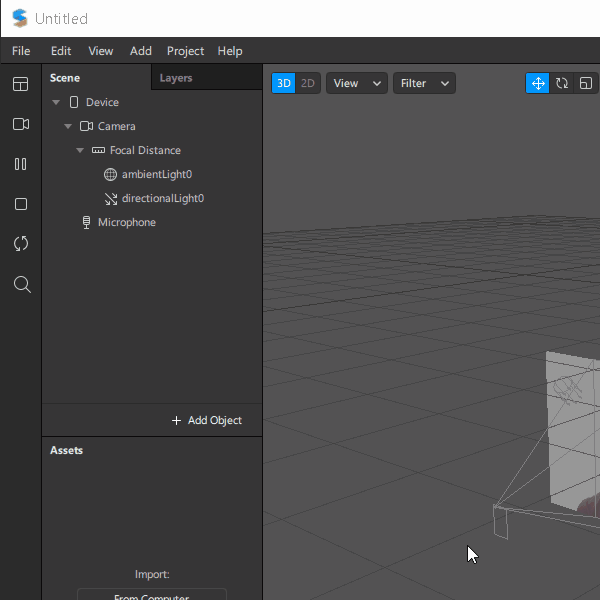 Untitled
File Edit View Add Project Help
Scene Layers
3D 2D View Filter
Device
Camera
Focal Distance
ambientLight0
directionalLight0
Microphone
+ Add Object
Assets
Import:
From Computer